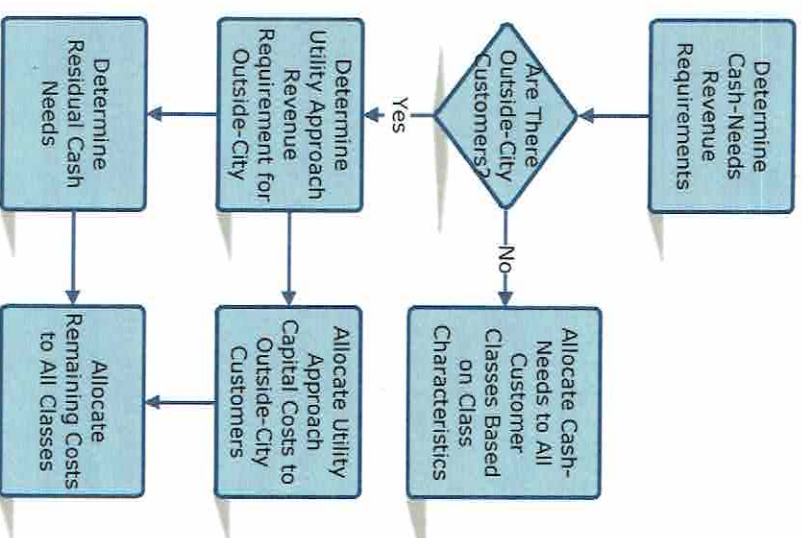 Determine
Cash-Needs
Revenue
Requirements
Are There
Outside-City
Customers?
No
Allocate Cash-
Needs to All
Customer
Classes Based
on Class
Characteristics
Yes
Determine
Utility Approach
Revenue
Requirement for
Outside-City
Allocate Utility
Approach
Capital Costs to
Outside-City
Customers
Determine
Residual Cash
Needs
Allocate
Remaining Costs
to All Classes